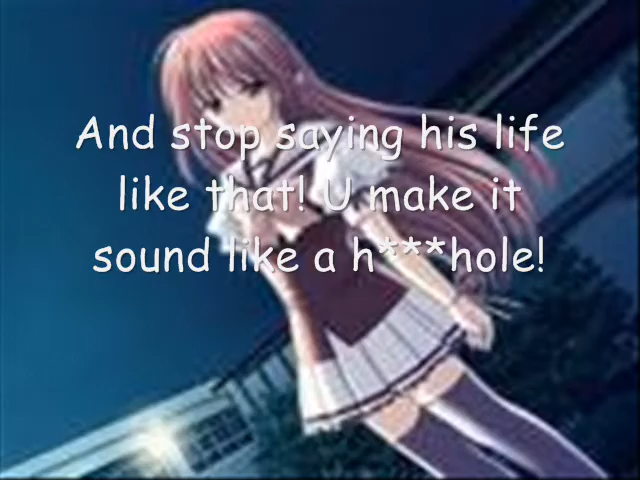 And stop saying his life
like that! U make it
sound like a h***hole!